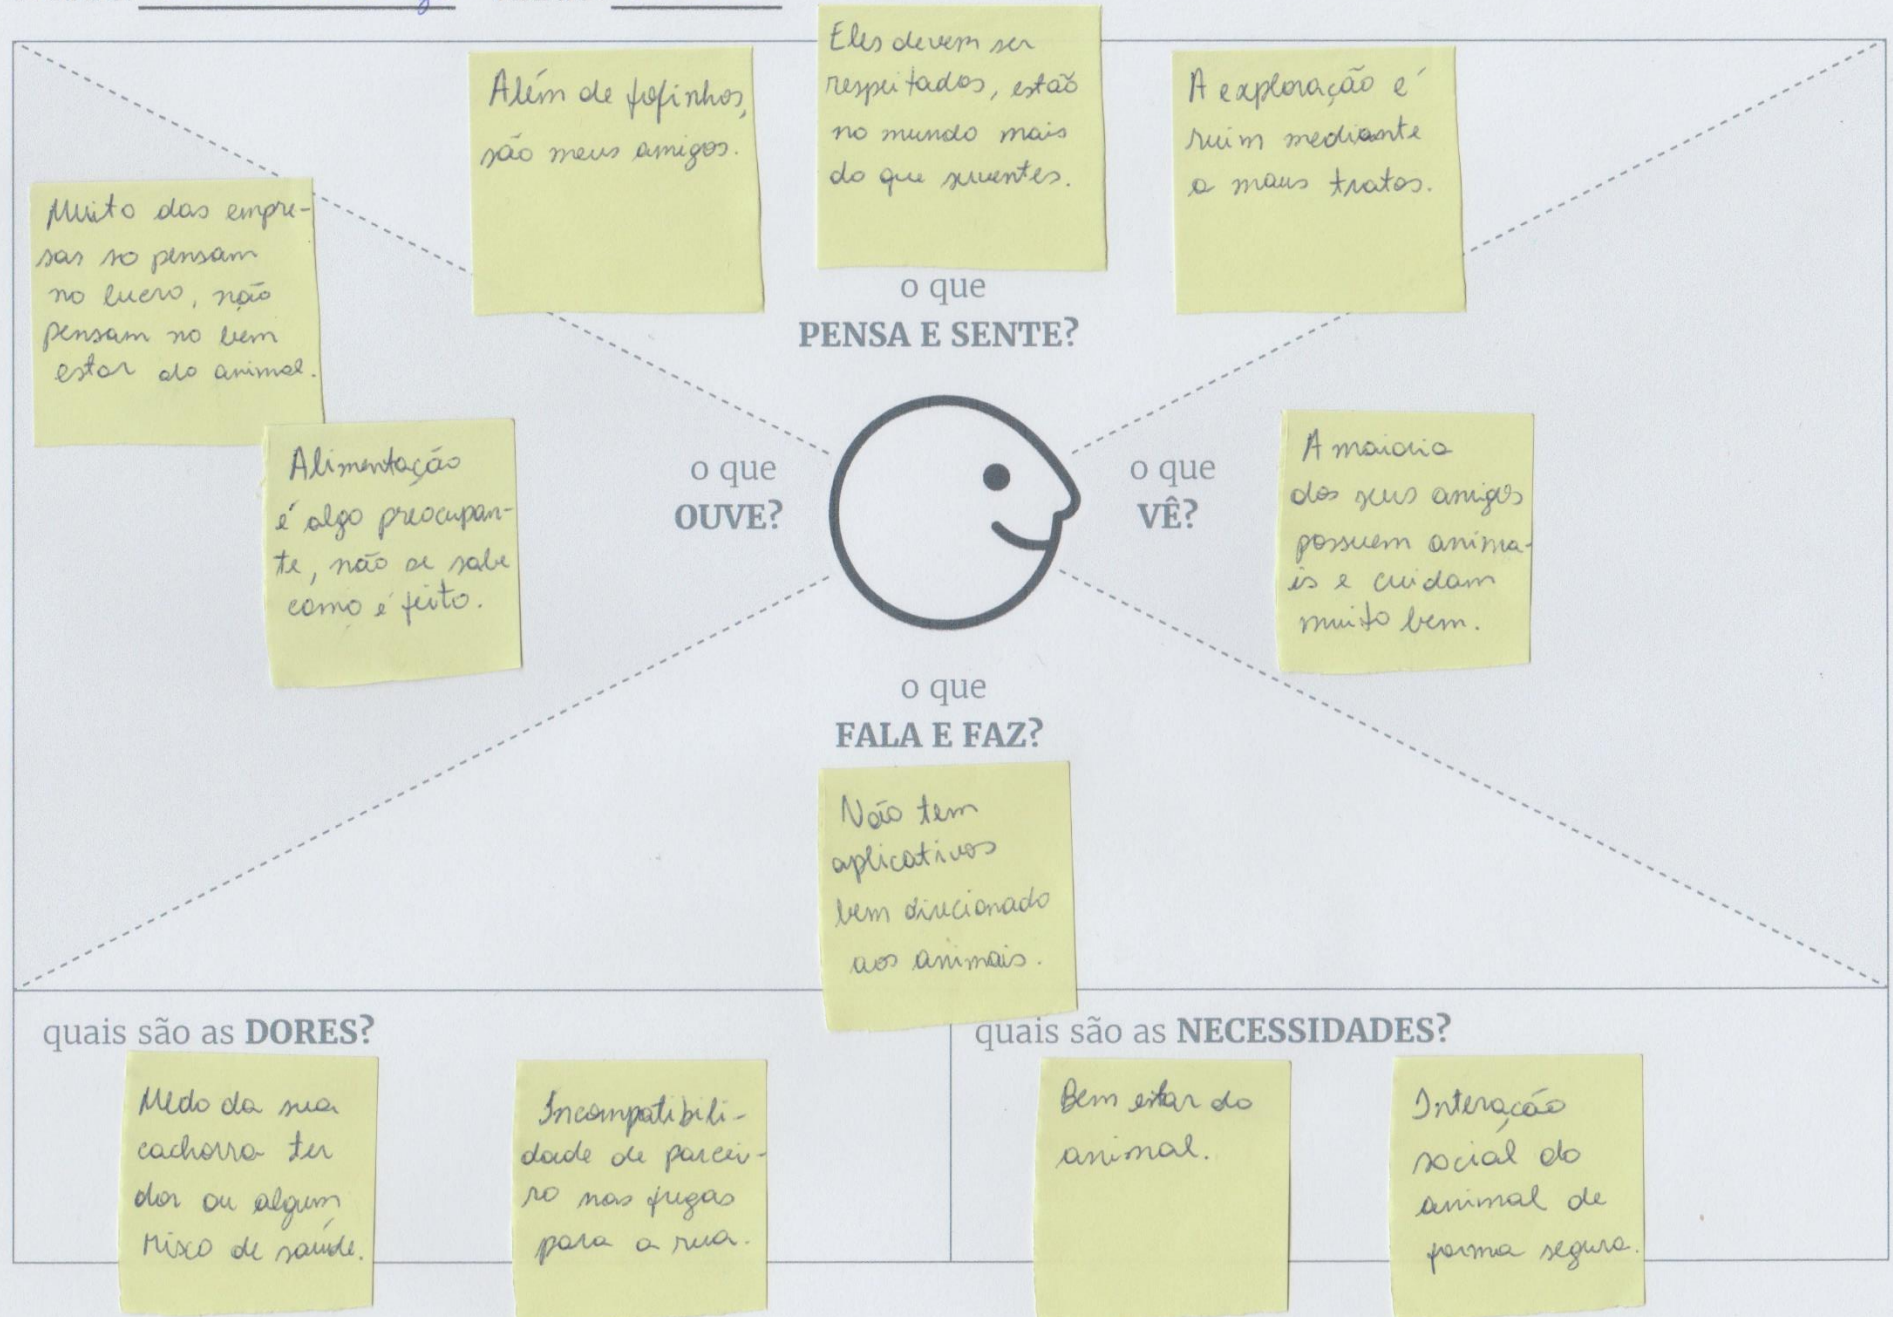 Além de fofinhos,
são meus amigos.
Eles devem ser
respeitados, estão
no mundo mais
do que
A exploração é
ruim mediante
a maus tratos.
o que
PENSA E SENTE?
Muito das empre-
sas so pensam
no lucro, não
pensam no bem
estar do animal.
Alimentação
é algo preocupan-
te, não se sabe
como é feito.
o que
OUVE?
o que
VÊ?
A maioria
dos seus amigos
possuem anima-
is e cuidam
muito bem.
o que
FALA E FAZ?
Não tem
aplicativos
bem direcionado
aos animais.
quais são as DORES?
Medo da sua
cachorra ter
dor ou algum
risco de saúde.
Incompatibili-
dade de parcei-
ro nas fugas
para a rua.
quais são as NECESSIDADES?
Bem estar do
animal.
Interação
social do
animal de
forma segura.